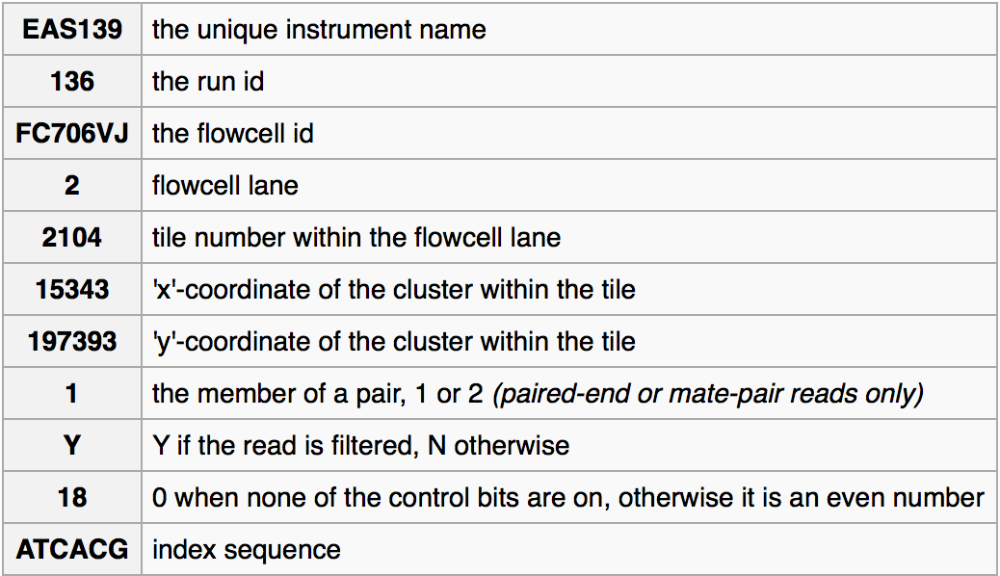 EAS139 the unique instrument name
136 the run id
FC706VJ the flowcell id
2 flowcell lane
2104 tile number within the flowcell lane
15343 'x'-coordinate of the cluster within the tile
197393 'y'-coordinate of the cluster within the tile
1 the member of a pair, 1 or 2 (paired-end or mate-pair reads only)
Y Y if the read is filtered, N otherwise
18 0 when none of the control bits are on, otherwise it is an even number
ATCACG index sequence